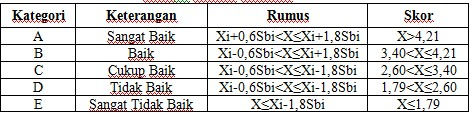 Kategori Keterangan Rumus Skor
A Sangat Baik Xi+0,6Sbi<X≤Xi+1,8Sbi X>4,21
B Baik Xi-0,6Sbi<X≤Xi+1,8Sbi 3,40<X≤4,21
C Cukup Baik Xi-0,6Sbi<X≤Xi-1,8Sbi 2,60<X≤3,40
D Tidak Baik Xi-0,6Sbi<X≤Xi-1,8Sbi 1,79<X≤2,60
E Sangat Tidak Baik X≤Xi-1,8Sbi X≤1,79